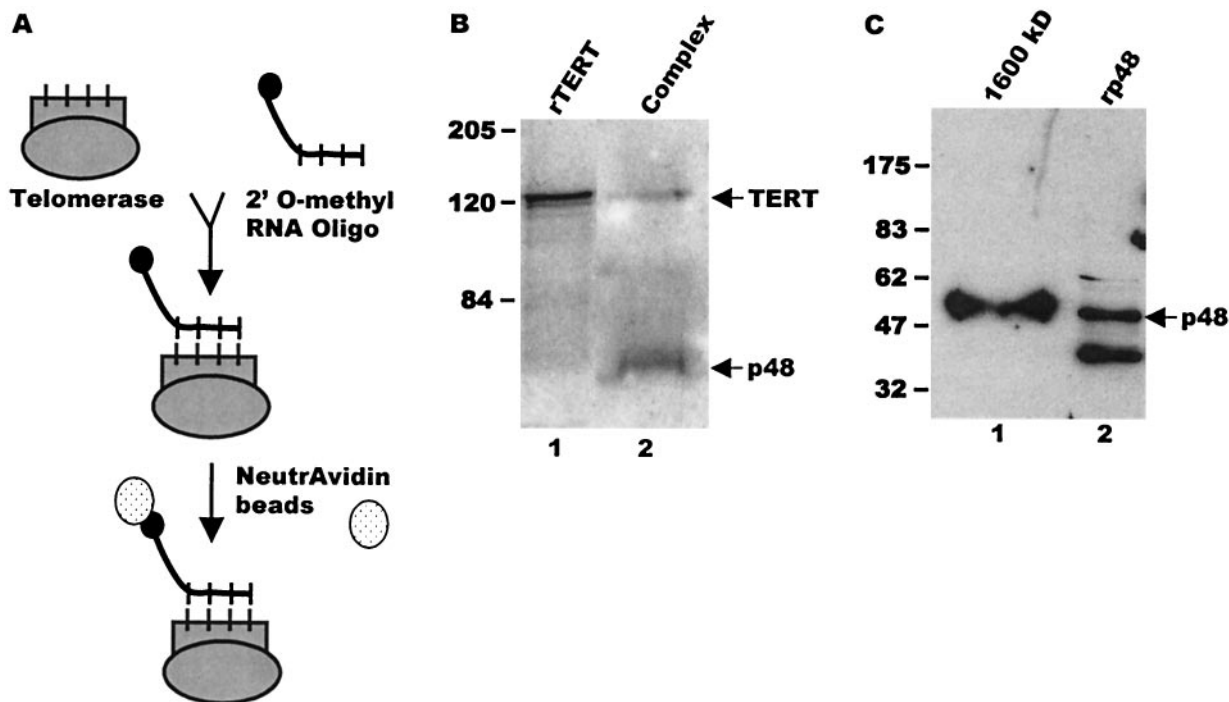 A
Telomerase
2' O-methyl
RNA Oligo
NeutrAvidin
beads
B
rTERT
Complex
205
120
84
TERT
p48
1
2
C
1600 kD
rp48
175
83
62
47
32
p48
1
2